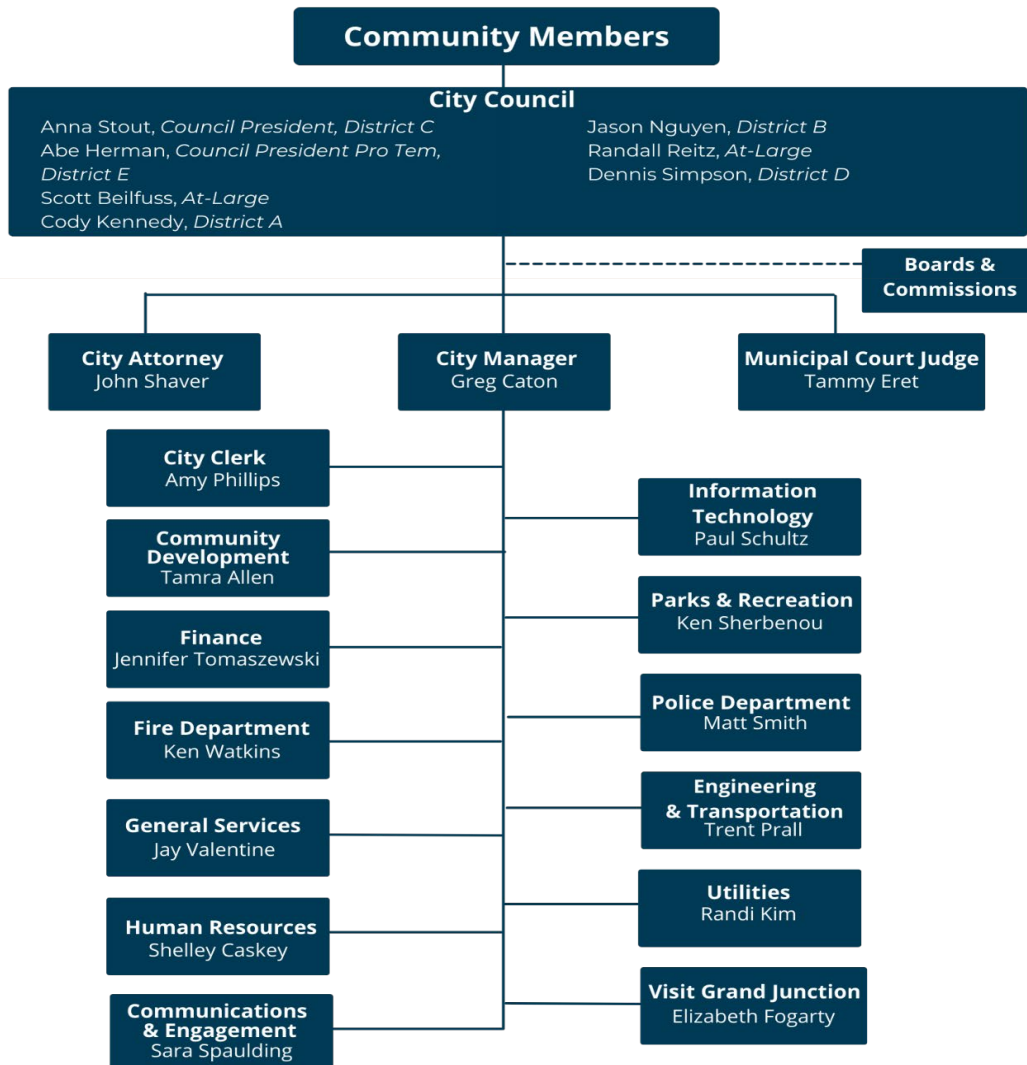 Community Members
City Council
Anna Stout, Council President, District C
Abe Herman, Council President Pro Tem,
District E
Scott Beilfuss, At-Large
Cody Kennedy, District A
Jason Nguyen, District B
Randall Reitz, At-Large
Dennis Simpson, District D
Boards &
Commissions
City Attorney
John Shaver
City Manager
Greg Caton
Municipal Court Judge
Tammy Eret
City Clerk
Amy Phillips
Community
Development
Tamra Allen
Finance
Jennifer Tomaszewski
Fire Department
Ken Watkins
General Services
Jay Valentine
Human Resources
Shelley Caskey
Communications
& Engagement
Sara Spaulding
Information
Technology
Paul Schultz
Parks & Recreation
Ken Sherbenou
Police Department
Matt Smith
Engineering
& Transportation
Trent Prall
Utilities
Randi Kim
Visit Grand Junction
Elizabeth Fogarty